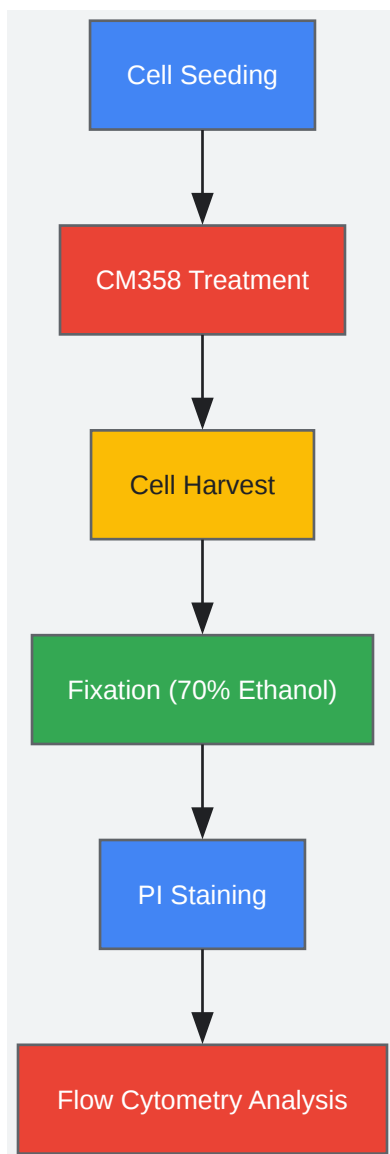 Cell Seeding
CM358 Treatment
Cell Harvest
Fixation (70% Ethanol)
PI Staining
Flow Cytometry Analysis